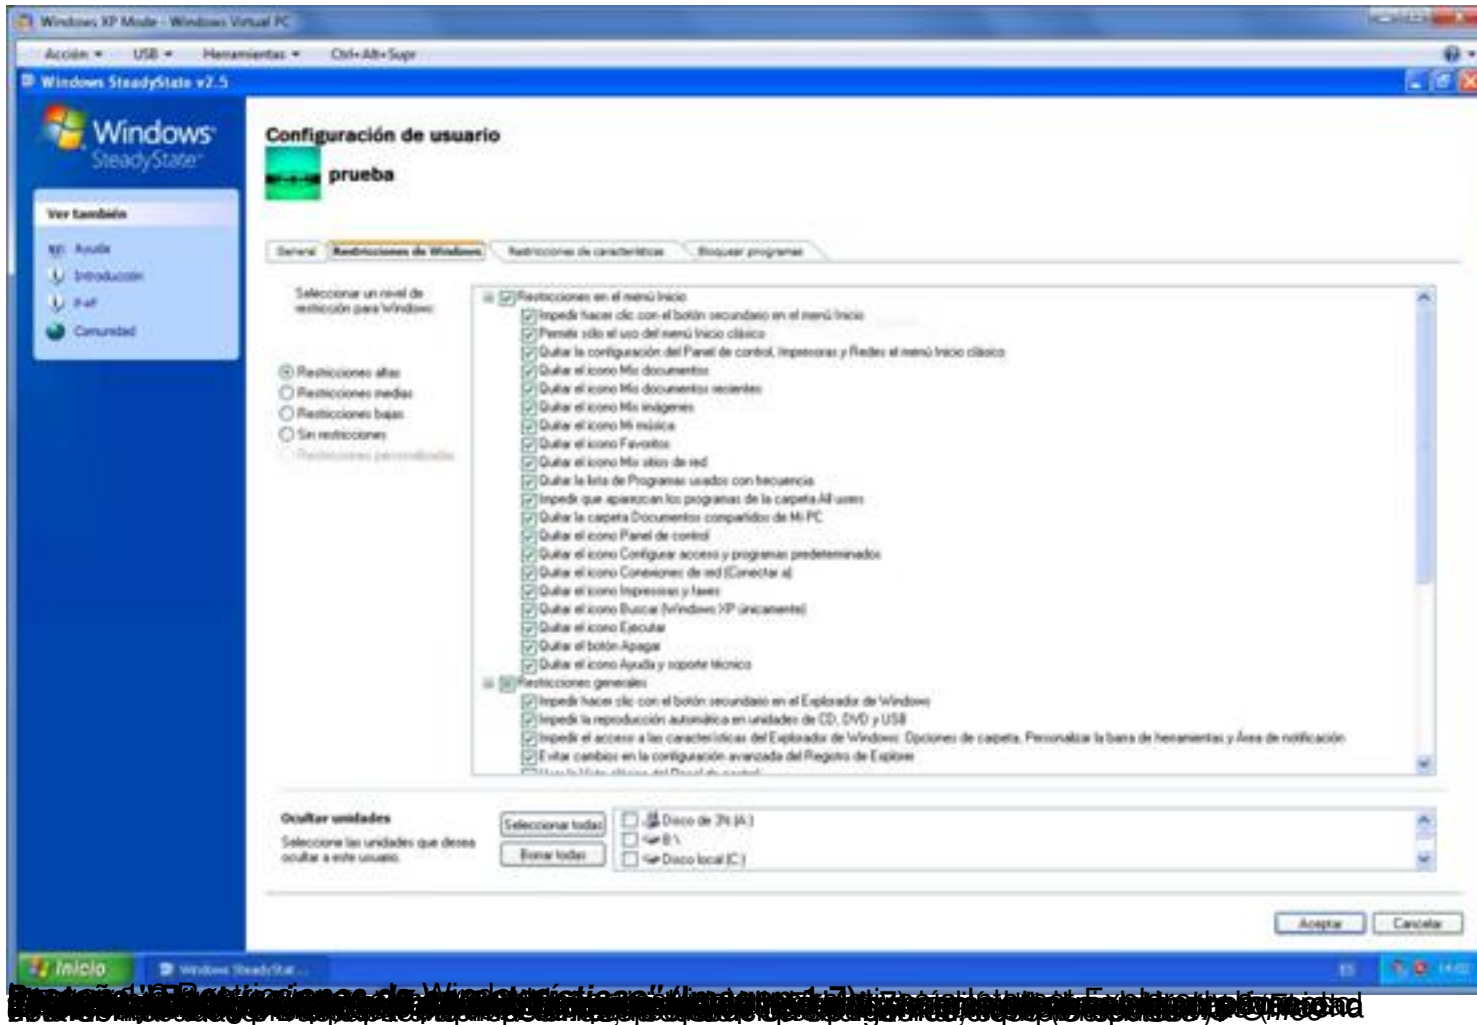 Windows XP Mode - Windows Virtual PC
Acción USB Herramientas Ctrl+Alt+Supr
Windows SteadyState v2.5
Windows
SteadyState
Ver también
Ayuda
Introducción
P+F
Comunidad
Configuración de usuario
prueba
General Restricciones de Windows Restricciones de características Bloquear programas
Seleccionar un nivel de
restricción para Windows:
Restricciones altas
Restricciones medias
Restricciones bajas
Sin restricciones
Restricciones personalizadas
Restricciones en el menú Inicio
Impedir hacer clic con el botón secundario en el menú Inicio
Permitir sólo el uso del menú Inicio clásico
Quitar la configuración del Panel de control, Impresoras y Redes el menú Inicio clásico
Quitar el icono Mis documentos
Quitar el icono Mis documentos recientes
Quitar el icono Mis imágenes
Quitar el icono Mi música
Quitar el icono Favoritos
Quitar el icono Mis sitios de red
Quitar la lista de Programas usados con frecuencia
Impedir que aparezcan los programas de la carpeta All users
Quitar la carpeta Documentos compartidos de Mi PC
Quitar el icono Panel de control
Quitar el icono Configurar acceso y programas predeterminados
Quitar el icono Conexiones de red (Conectar a)
Quitar el icono Impresoras y faxes
Quitar el icono Buscar (Windows XP únicamente)
Quitar el icono Ejecutar
Quitar el botón Apagar
Quitar el icono Ayuda y soporte técnico
Restricciones generales
Impedir hacer clic con el botón secundario en el Explorador de Windows
Impedir la reproducción automática en unidades de CD, DVD y USB
Impedir el acceso a las características del Explorador de Windows: Opciones de carpeta, Personalizar la barra de herramientas y Área de notificación
Evitar cambios en la configuración avanzada del Registro de Explorer
Ocultar unidades
Seleccione las unidades que desea
ocultar a este usuario.
Seleccionar todas
Borrar todas
Disco de 3½ (A:)
B:\
Disco local (C:)
Aceptar Cancelar
Inicio Windows SteadyStat... ES 14:02